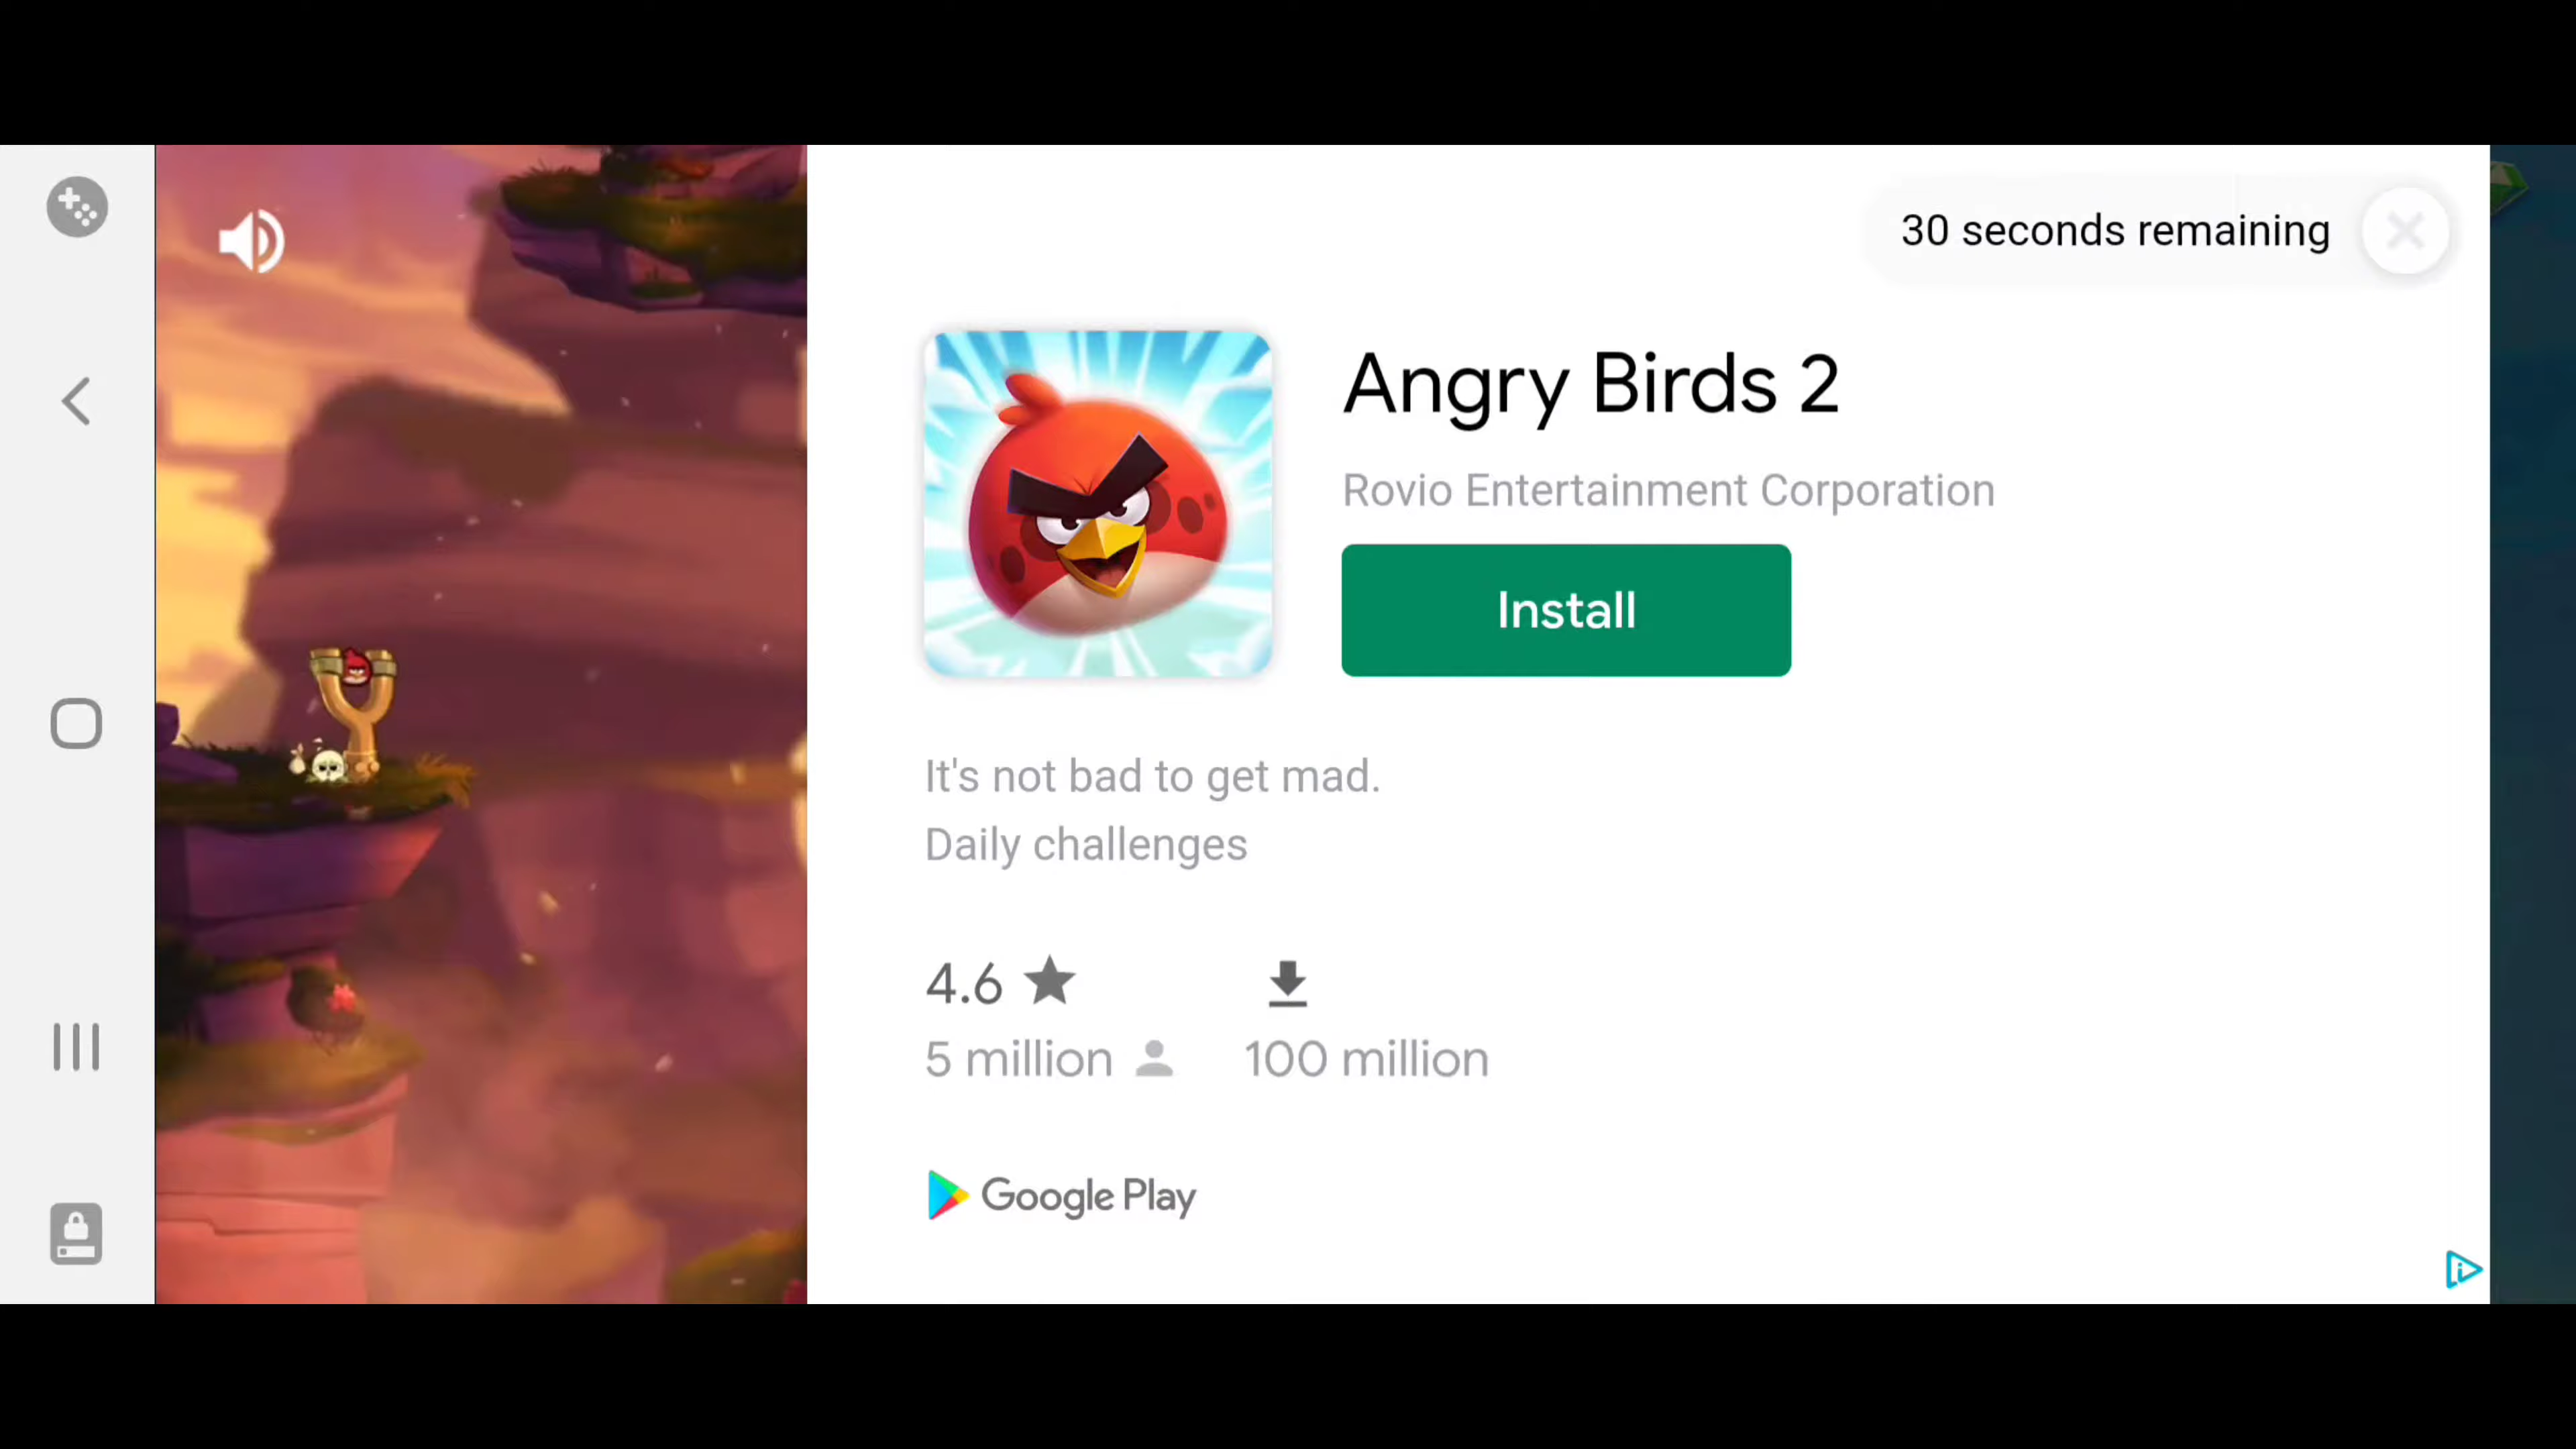 30 seconds remaining
Angry Birds 2
Rovio Entertainment Corporation
Install
It's not bad to get mad.
Daily challenges
4.6
5 million
100 million
Google Play